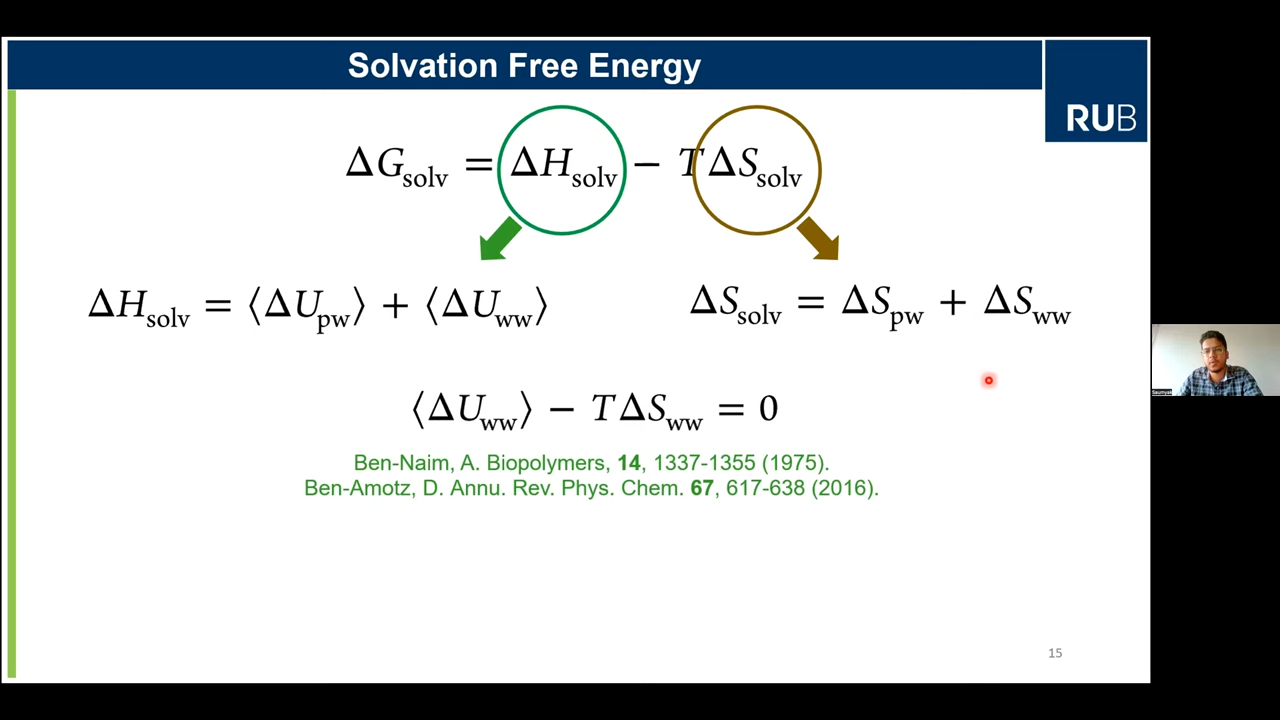 Solvation Free Energy
RUB
ΔG_solv = ΔH_solv − TΔS_solv
ΔH_solv = ⟨ΔU_pw⟩ + ⟨ΔU_ww⟩
ΔS_solv = ΔS_pw + ΔS_ww
⟨ΔU_ww⟩ − TΔS_ww = 0
Ben-Naim, A. Biopolymers, 14, 1337-1355 (1975).
Ben-Amotz, D. Annu. Rev. Phys. Chem. 67, 617-638 (2016).
15